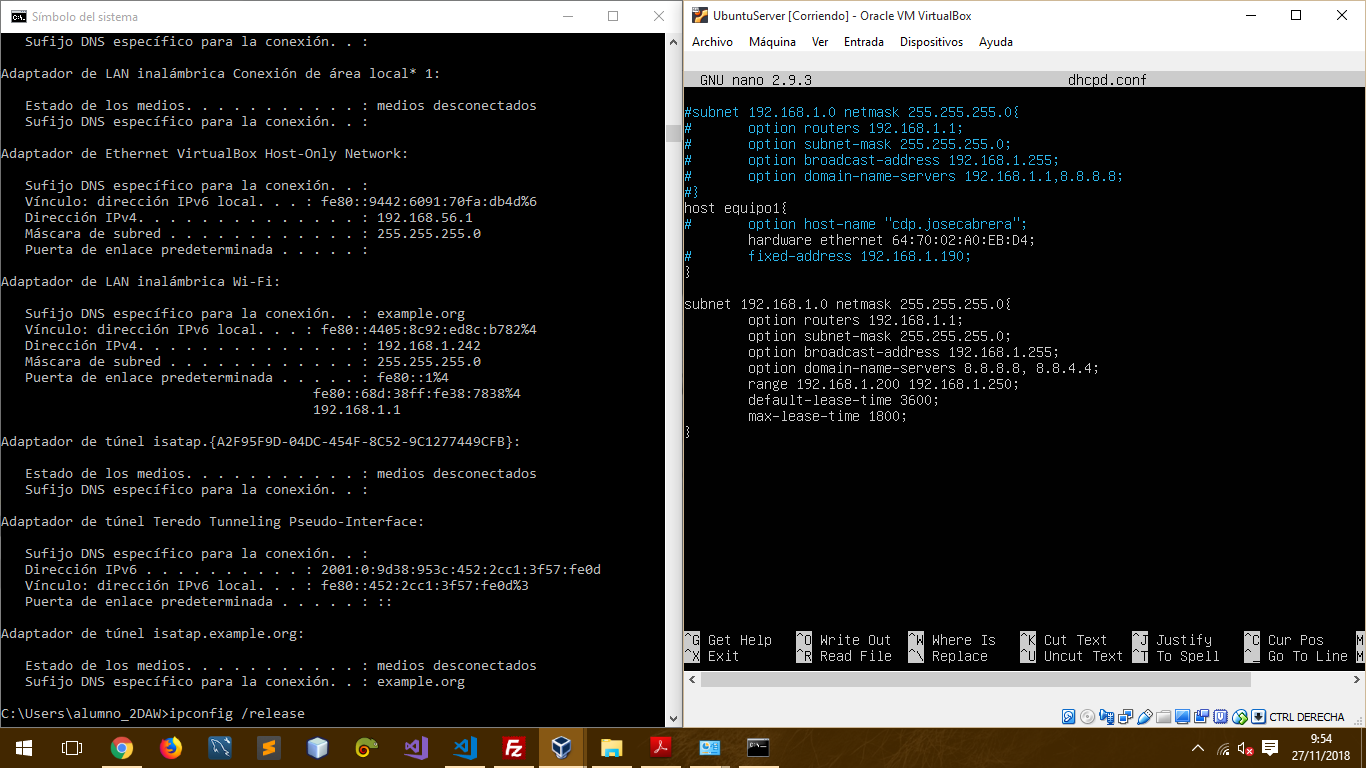 Símbolo del sistema
Sufijo DNS específico para la conexión. . :
Adaptador de LAN inalámbrica Conexión de área local* 1:
Estado de los medios. . . . . . . . . . . : medios desconectados
Sufijo DNS específico para la conexión. . :
Adaptador de Ethernet VirtualBox Host-Only Network:
Sufijo DNS específico para la conexión. . :
Vínculo: dirección IPv6 local. . . : fe80::9442:6091:70fa:db4d%6
Dirección IPv4. . . . . . . . . . . . . . : 192.168.56.1
Máscara de subred . . . . . . . . . . . . : 255.255.255.0
Puerta de enlace predeterminada . . . . . :
Adaptador de LAN inalámbrica Wi-Fi:
Sufijo DNS específico para la conexión. . : example.org
Vínculo: dirección IPv6 local. . . : fe80::4405:8c92:ed8c:b782%4
Dirección IPv4. . . . . . . . . . . . . . : 192.168.1.242
Máscara de subred . . . . . . . . . . . . : 255.255.255.0
Puerta de enlace predeterminada . . . . . : fe80::1%4
fe80::68d:38ff:fe38:7838%4
192.168.1.1
Adaptador de túnel isatap.{A2F95F9D-04DC-454F-8C52-9C1277449CFB}:
Estado de los medios. . . . . . . . . . . : medios desconectados
Sufijo DNS específico para la conexión. . :
Adaptador de túnel Teredo Tunneling Pseudo-Interface:
Sufijo DNS específico para la conexión. . :
Dirección IPv6 . . . . . . . . . . : 2001:0:9d38:953c:452:2cc1:3f57:fe0d
Vínculo: dirección IPv6 local. . . : fe80::452:2cc1:3f57:fe0d%3
Puerta de enlace predeterminada . . . . . : ::
Adaptador de túnel isatap.example.org:
Estado de los medios. . . . . . . . . . . : medios desconectados
Sufijo DNS específico para la conexión. . : example.org
C:\Users\alumno_2DAW>ipconfig /release
UbuntuServer [Corriendo] - Oracle VM VirtualBox
Archivo Máquina Ver Entrada Dispositivos Ayuda
GNU nano 2.9.3 dhcpd.conf
#subnet 192.168.1.0 netmask 255.255.255.0{
# option routers 192.168.1.1;
# option subnet-mask 255.255.255.0;
# option broadcast-address 192.168.1.255;
# option domain-name-servers 192.168.1.1,8.8.8.8;
#}
host equipo1{
# option host-name "cdp.josecabrera";
hardware ethernet 64:70:02:A0:EB:D4;
# fixed-address 192.168.1.190;
}
subnet 192.168.1.0 netmask 255.255.255.0{
option routers 192.168.1.1;
option subnet-mask 255.255.255.0;
option broadcast-address 192.168.1.255;
option domain-name-servers 8.8.8.8, 8.8.4.4;
range 192.168.1.200 192.168.1.250;
default-lease-time 3600;
max-lease-time 1800;
}
^G Get Help ^O Write Out ^W Where Is ^K Cut Text ^J Justify ^C Cur Pos M
^X Exit ^R Read File ^\ Replace ^U Uncut Text ^T To Spell ^_ Go To Line M
CTRL DERECHA
9:54
27/11/2018